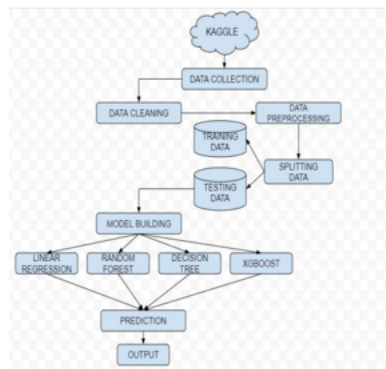 KAGGLE
DATA COLLECTION
DATA CLEANING
DATA
PREPROCESSING
TRAINING
DATA
SPLITTING
DATA
TESTING
DATA
MODEL BUILDING
LINEAR
REGRESSION
RANDOM
FOREST
DECISION
TREE
XGBOOST
PREDICTION
OUTPUT